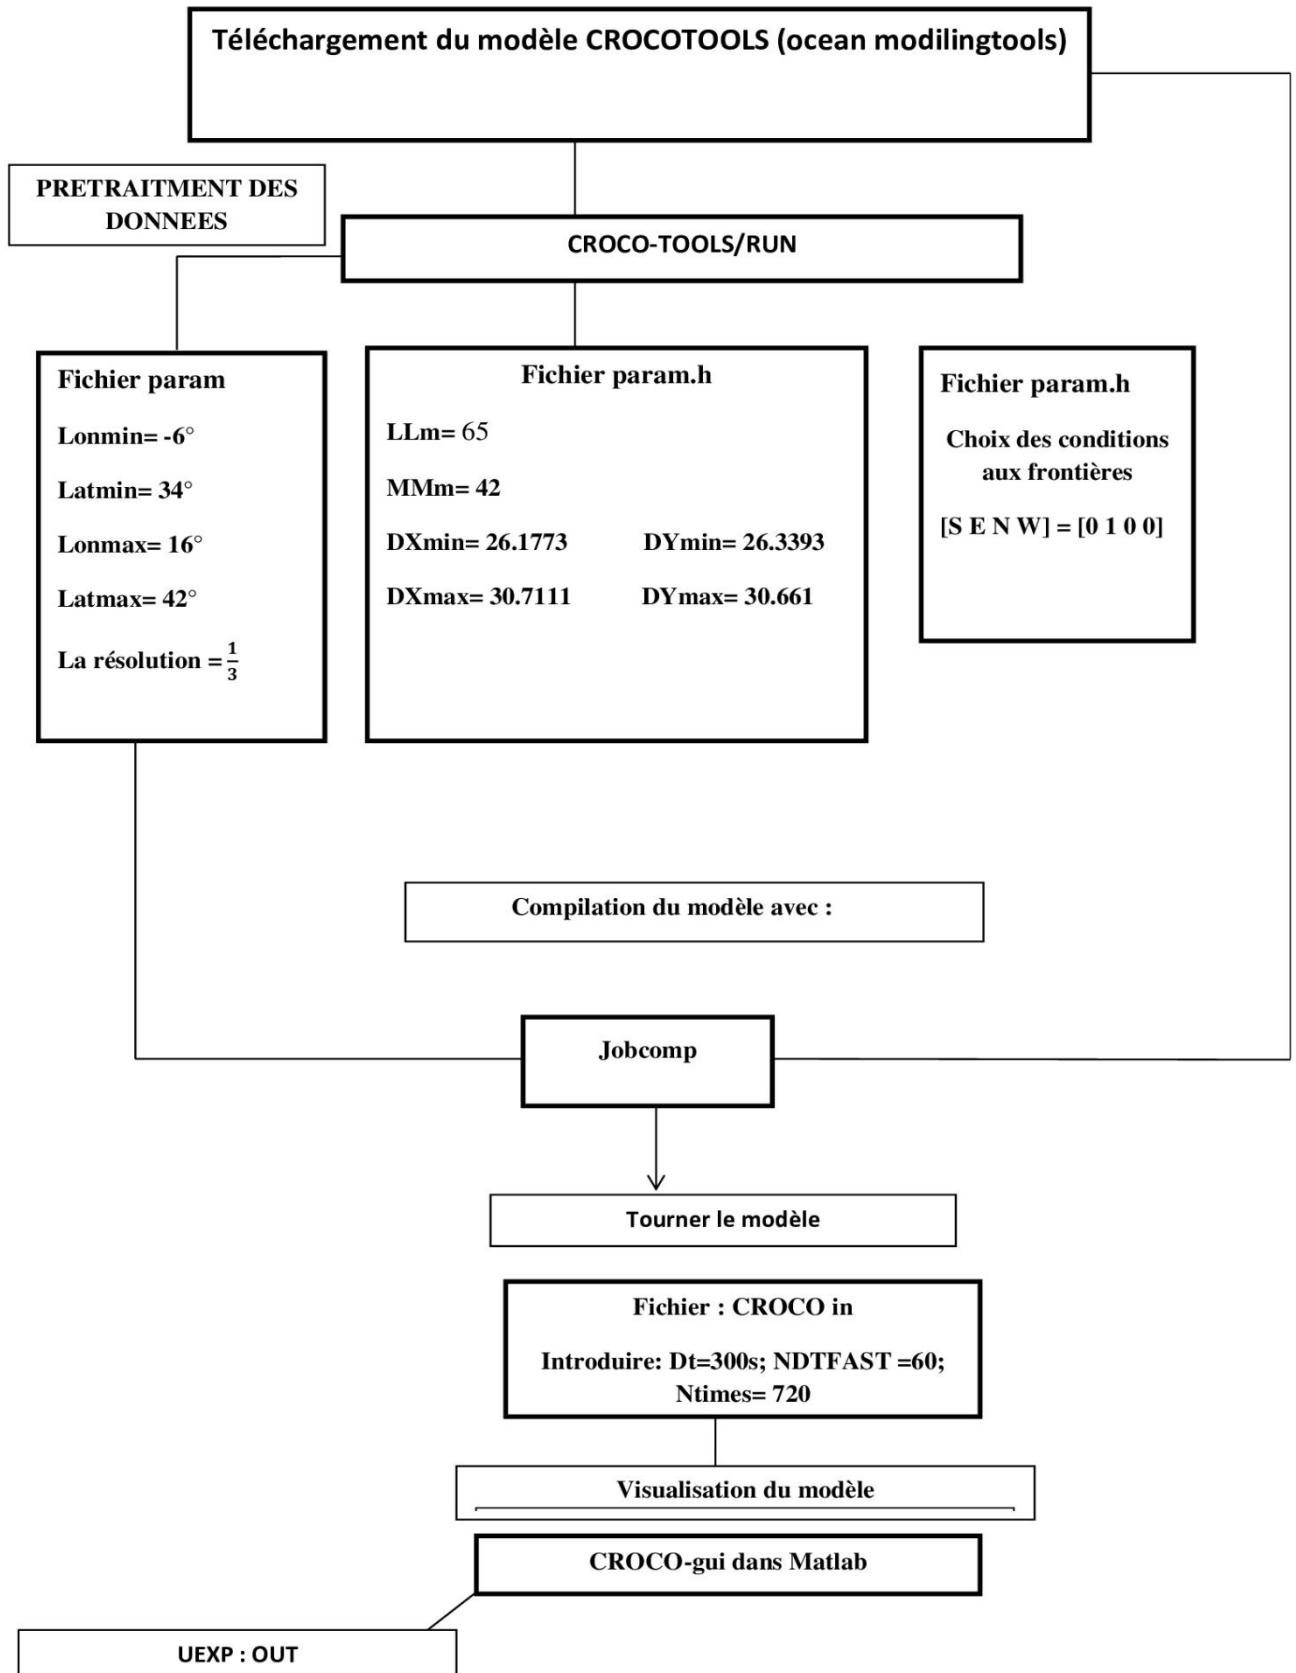 Téléchargement du modèle CROCOTOOLS (ocean modilingtools)
PRETRAITMENT DES
DONNEES
CROCO-TOOLS/RUN
Fichier param
Lonmin= -6°
Latmin= 34°
Lonmax= 16°
Latmax= 42°
La résolution = 1/3
Fichier param.h
LLm= 65
MMm= 42
DXmin= 26.1773 DYmin= 26.3393
DXmax= 30.7111 DYmax= 30.661
Fichier param.h
Choix des conditions
aux frontières
[S E N W] = [0 1 0 0]
Compilation du modèle avec :
Jobcomp
Tourner le modèle
Fichier : CROCO in
Introduire: Dt=300s; NDTFAST =60;
Ntimes= 720
Visualisation du modèle
CROCO-gui dans Matlab
UEXP : OUT